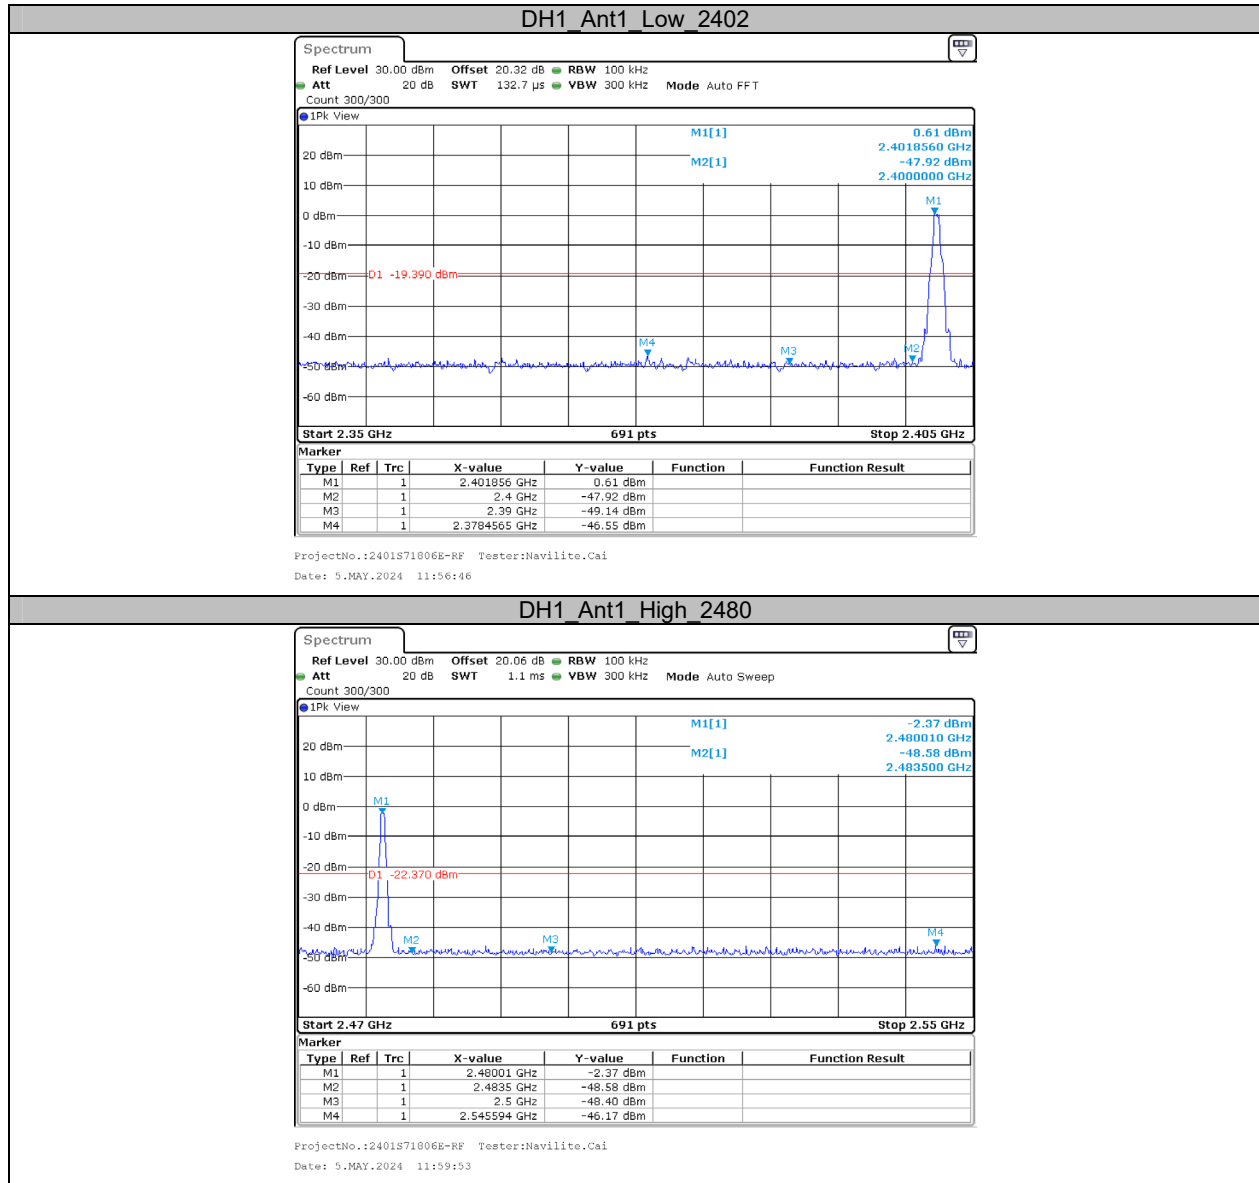 DH1_Ant1_Low_2402
Spectrum
Ref Level 30.00 dBm Offset 20.32 dB RBW 100 kHz
Att 20 dB SWT 132.7 µs VBW 300 kHz Mode Auto FFT
Count 300/300
1Pk View
M1[1] 0.61 dBm
2.4018560 GHz
M2[1] -47.92 dBm
2.4000000 GHz
20 dBm
10 dBm
M1
0 dBm
-10 dBm
-20 dBm D1 -19.390 dBm
-30 dBm
-40 dBm
M4 M3 M2
-50 dBm
-60 dBm
Start 2.35 GHz 691 pts Stop 2.405 GHz
Marker
Type Ref Trc X-value Y-value Function Function Result
M1 1 2.401856 GHz 0.61 dBm
M2 1 2.4 GHz -47.92 dBm
M3 1 2.39 GHz -49.14 dBm
M4 1 2.3784565 GHz -46.55 dBm
ProjectNo.:2401S71806E-RF Tester:Navilite.Cai
Date: 5.MAY.2024 11:56:46
DH1_Ant1_High_2480
Spectrum
Ref Level 30.00 dBm Offset 20.06 dB RBW 100 kHz
Att 20 dB SWT 1.1 ms VBW 300 kHz Mode Auto Sweep
Count 300/300
1Pk View
M1[1] -2.37 dBm
2.480010 GHz
M2[1] -48.58 dBm
2.483500 GHz
20 dBm
10 dBm
M1
0 dBm
-10 dBm
-20 dBm
D1 -22.370 dBm
-30 dBm
-40 dBm
M2 M3 M4
-50 dBm
-60 dBm
Start 2.47 GHz 691 pts Stop 2.55 GHz
Marker
Type Ref Trc X-value Y-value Function Function Result
M1 1 2.48001 GHz -2.37 dBm
M2 1 2.4835 GHz -48.58 dBm
M3 1 2.5 GHz -48.40 dBm
M4 1 2.545594 GHz -46.17 dBm
ProjectNo.:2401S71806E-RF Tester:Navilite.Cai
Date: 5.MAY.2024 11:59:53